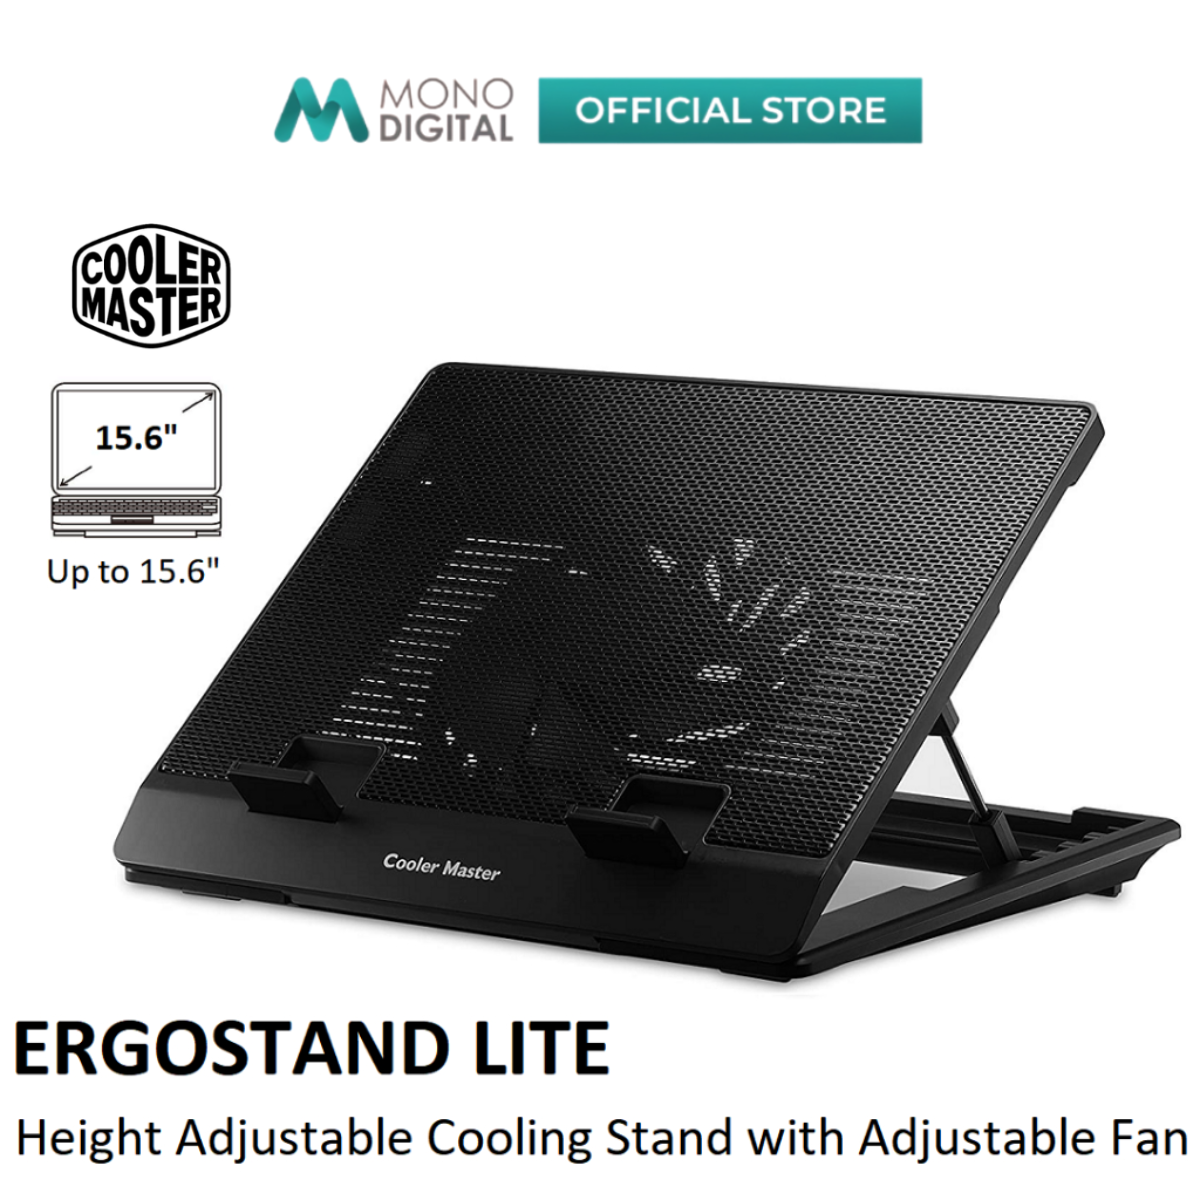 MONO
DIGITAL
OFFICIAL STORE
COOLER
MASTER
15.6"
Up to 15.6"
Cooler Master
ERGOSTAND LITE
Height Adjustable Cooling Stand with Adjustable Fan